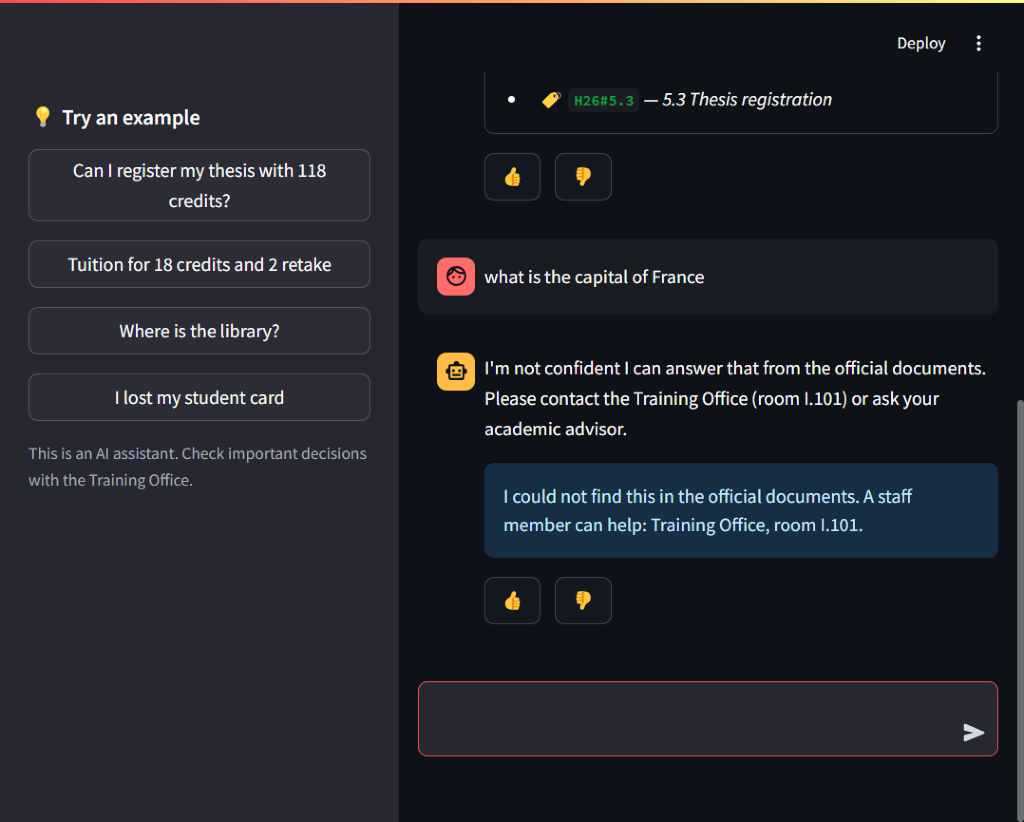 Deploy
💡 Try an example
Can I register my thesis with 118
credits?
Tuition for 18 credits and 2 retake
Where is the library?
I lost my student card
This is an AI assistant. Check important decisions
with the Training Office.
• 🏷️ H26#5.3 — 5.3 Thesis registration
👍 👎
what is the capital of France
I'm not confident I can answer that from the official documents.
Please contact the Training Office (room I.101) or ask your
academic advisor.
I could not find this in the official documents. A staff
member can help: Training Office, room I.101.
👍 👎